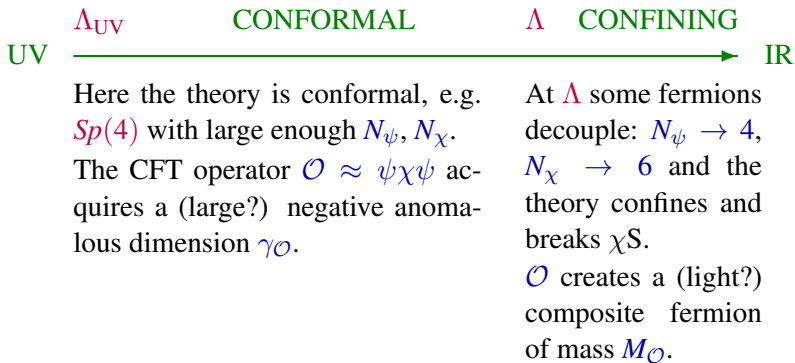 Λ_UV CONFORMAL Λ CONFINING
UV IR
Here the theory is conformal, e.g.
Sp(4) with large enough N_ψ, N_χ.
The CFT operator 𝒪 ≈ ψχψ ac-
quires a (large?) negative anoma-
lous dimension γ_𝒪.
At Λ some fermions
decouple: N_ψ → 4,
N_χ → 6 and the
theory confines and
breaks χS.
𝒪 creates a (light?)
composite fermion
of mass M_𝒪.